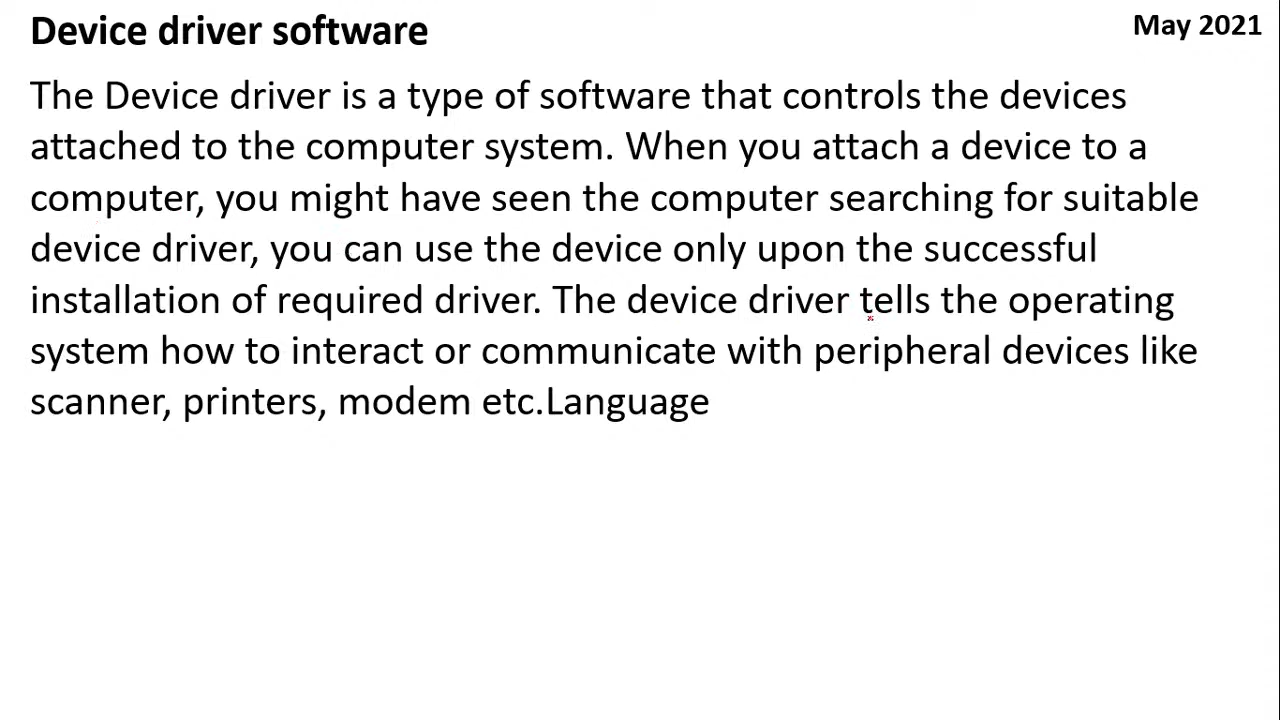 Device driver software
May 2021
The Device driver is a type of software that controls the devices
attached to the computer system. When you attach a device to a
computer, you might have seen the computer searching for suitable
device driver, you can use the device only upon the successful
installation of required driver. The device driver tells the operating
system how to interact or communicate with peripheral devices like
scanner, printers, modem etc.Language